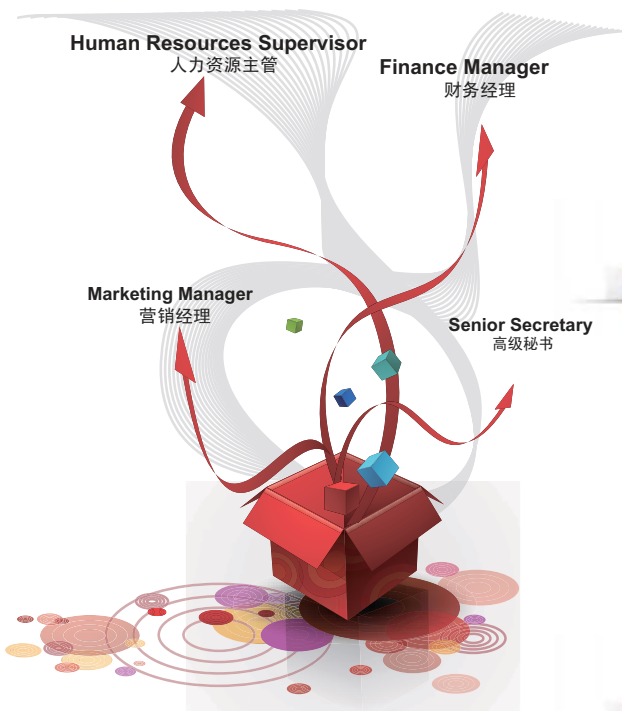 Human Resources Supervisor
人力资源主管
Finance Manager
财务经理
Marketing Manager
营销经理
Senior Secretary
高级秘书